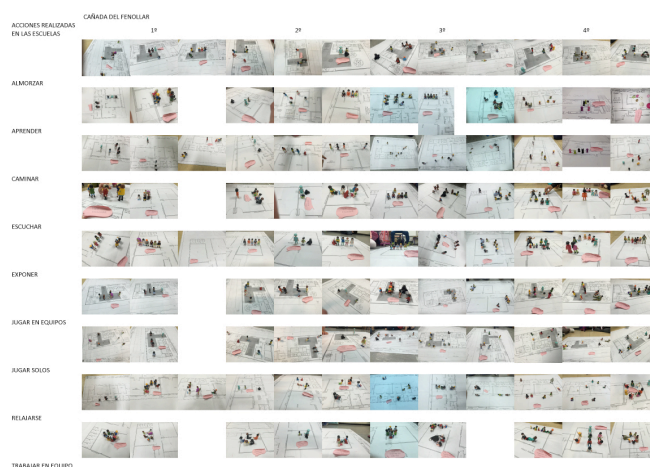 CAÑADA DEL FENOLLAR
ACCIONES REALIZADAS
EN LAS ESCUELAS
1º
2º
3º
4º
ALMORZAR
APRENDER
CAMINAR
ESCUCHAR
EXPONER
JUGAR EN EQUIPOS
JUGAR SOLOS
RELAJARSE
TRABAJAR EN EQUIPO